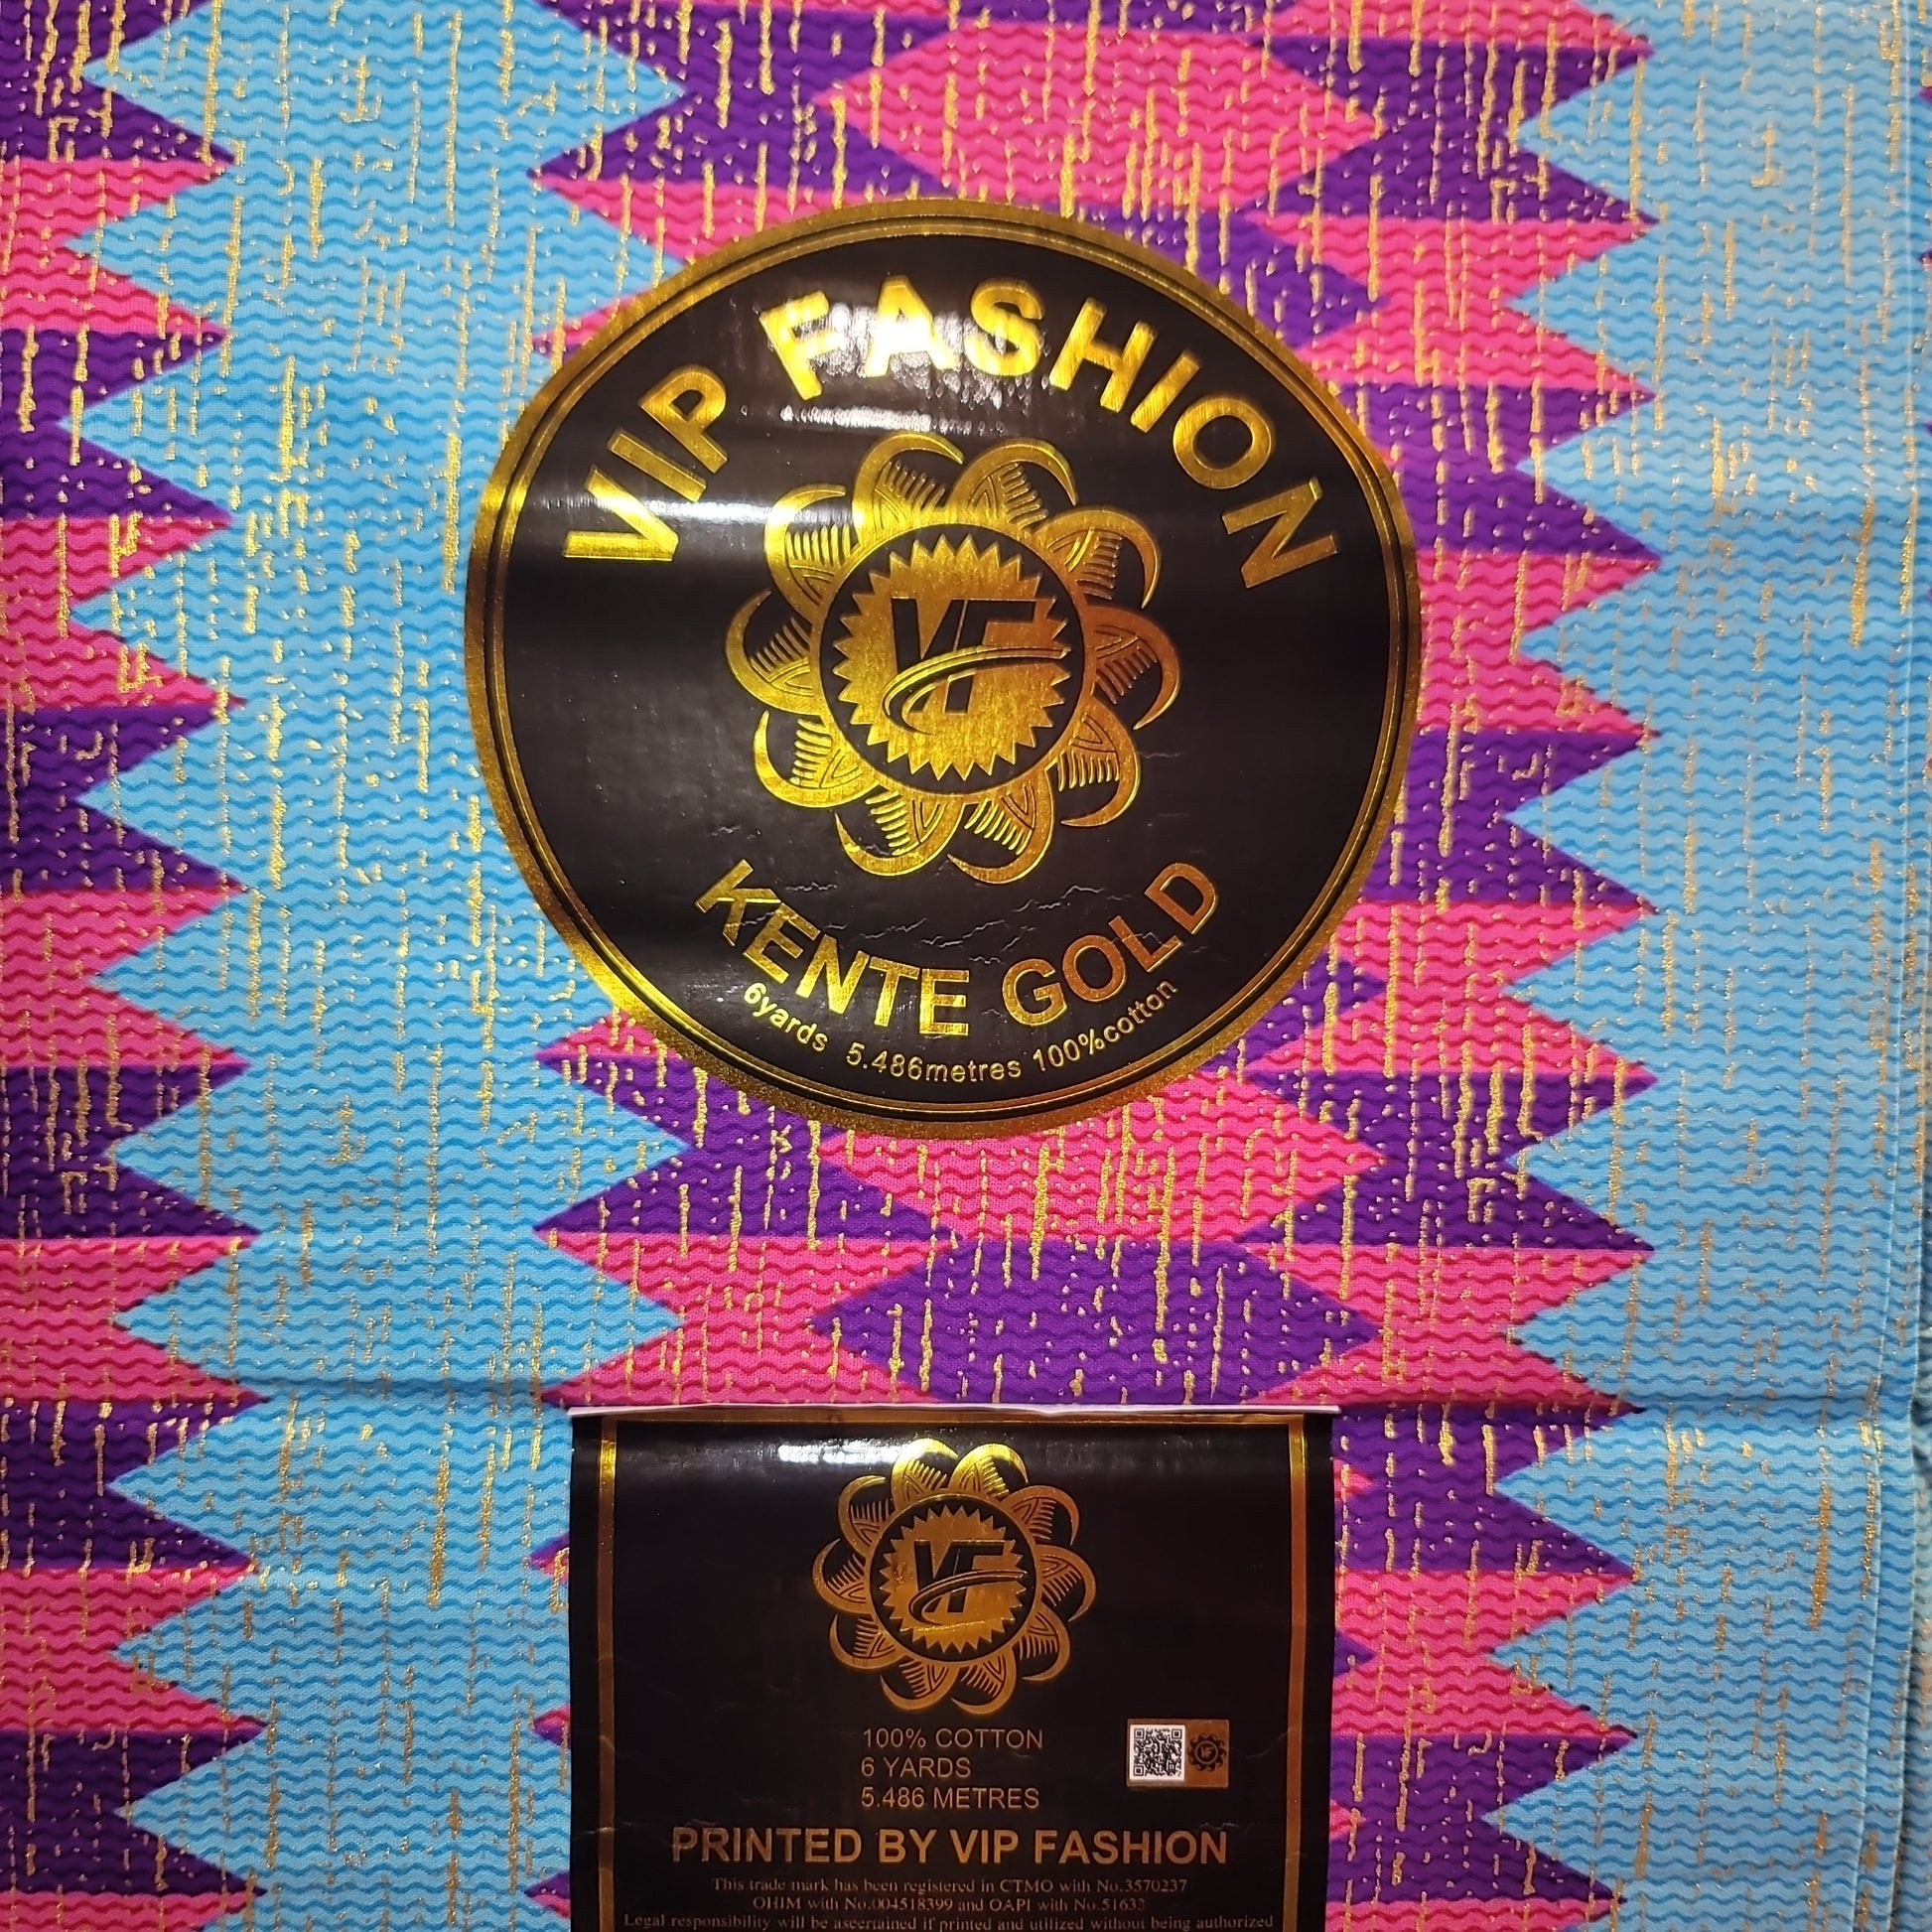 VIP FASHION
VF
KENTE GOLD
6yards 5.486metres 100%cotton
VF
100% COTTON
6 YARDS
5.486 METRES
VF
PRINTED BY VIP FASHION
This trade mark has been registered in CTMO with No.3570237
OHIM with No.004518399 and OAPI with No.51632
Legal responsibility will be ascertained if printed and utilized without being authorized